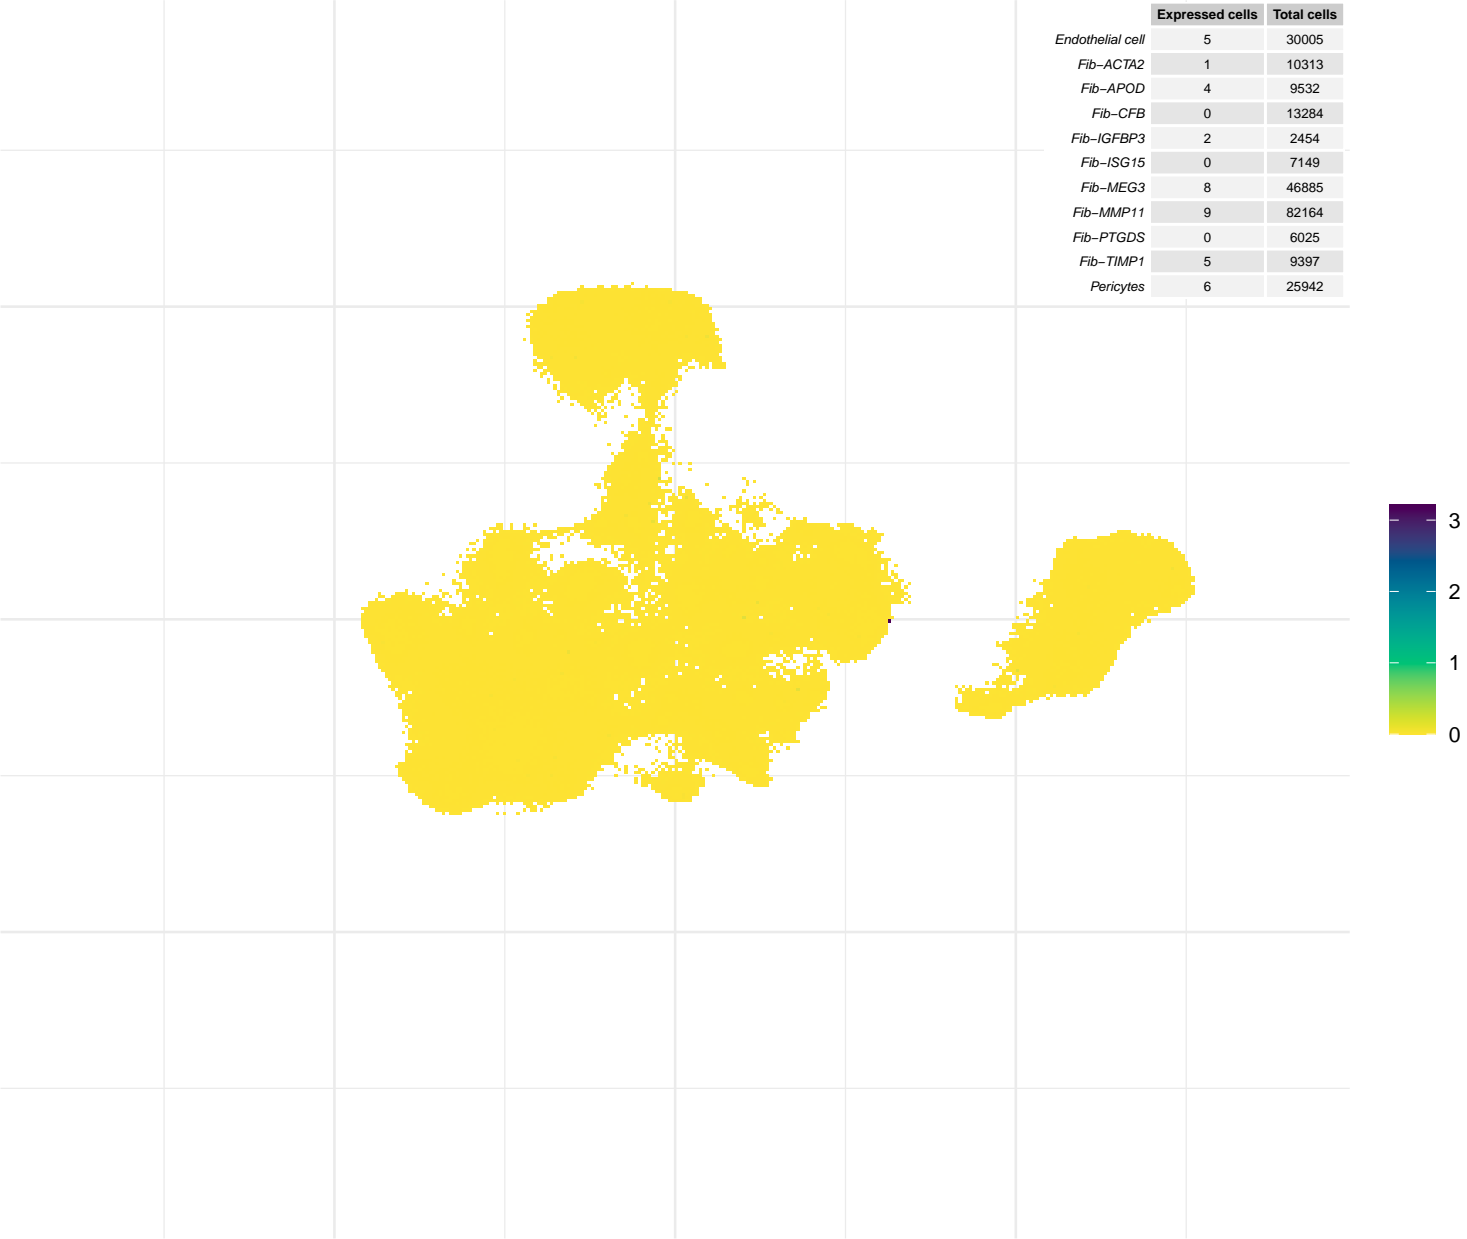 Expressed cells Total cells
Endothelial cell 5 30005
Fib−ACTA2 1 10313
Fib−APOD 4 9532
Fib−CFB 0 13284
Fib−IGFBP3 2 2454
Fib−ISG15 0 7149
Fib−MEG3 8 46885
Fib−MMP11 9 82164
Fib−PTGDS 0 6025
Fib−TIMP1 5 9397
Pericytes 6 25942
3
2
1
0